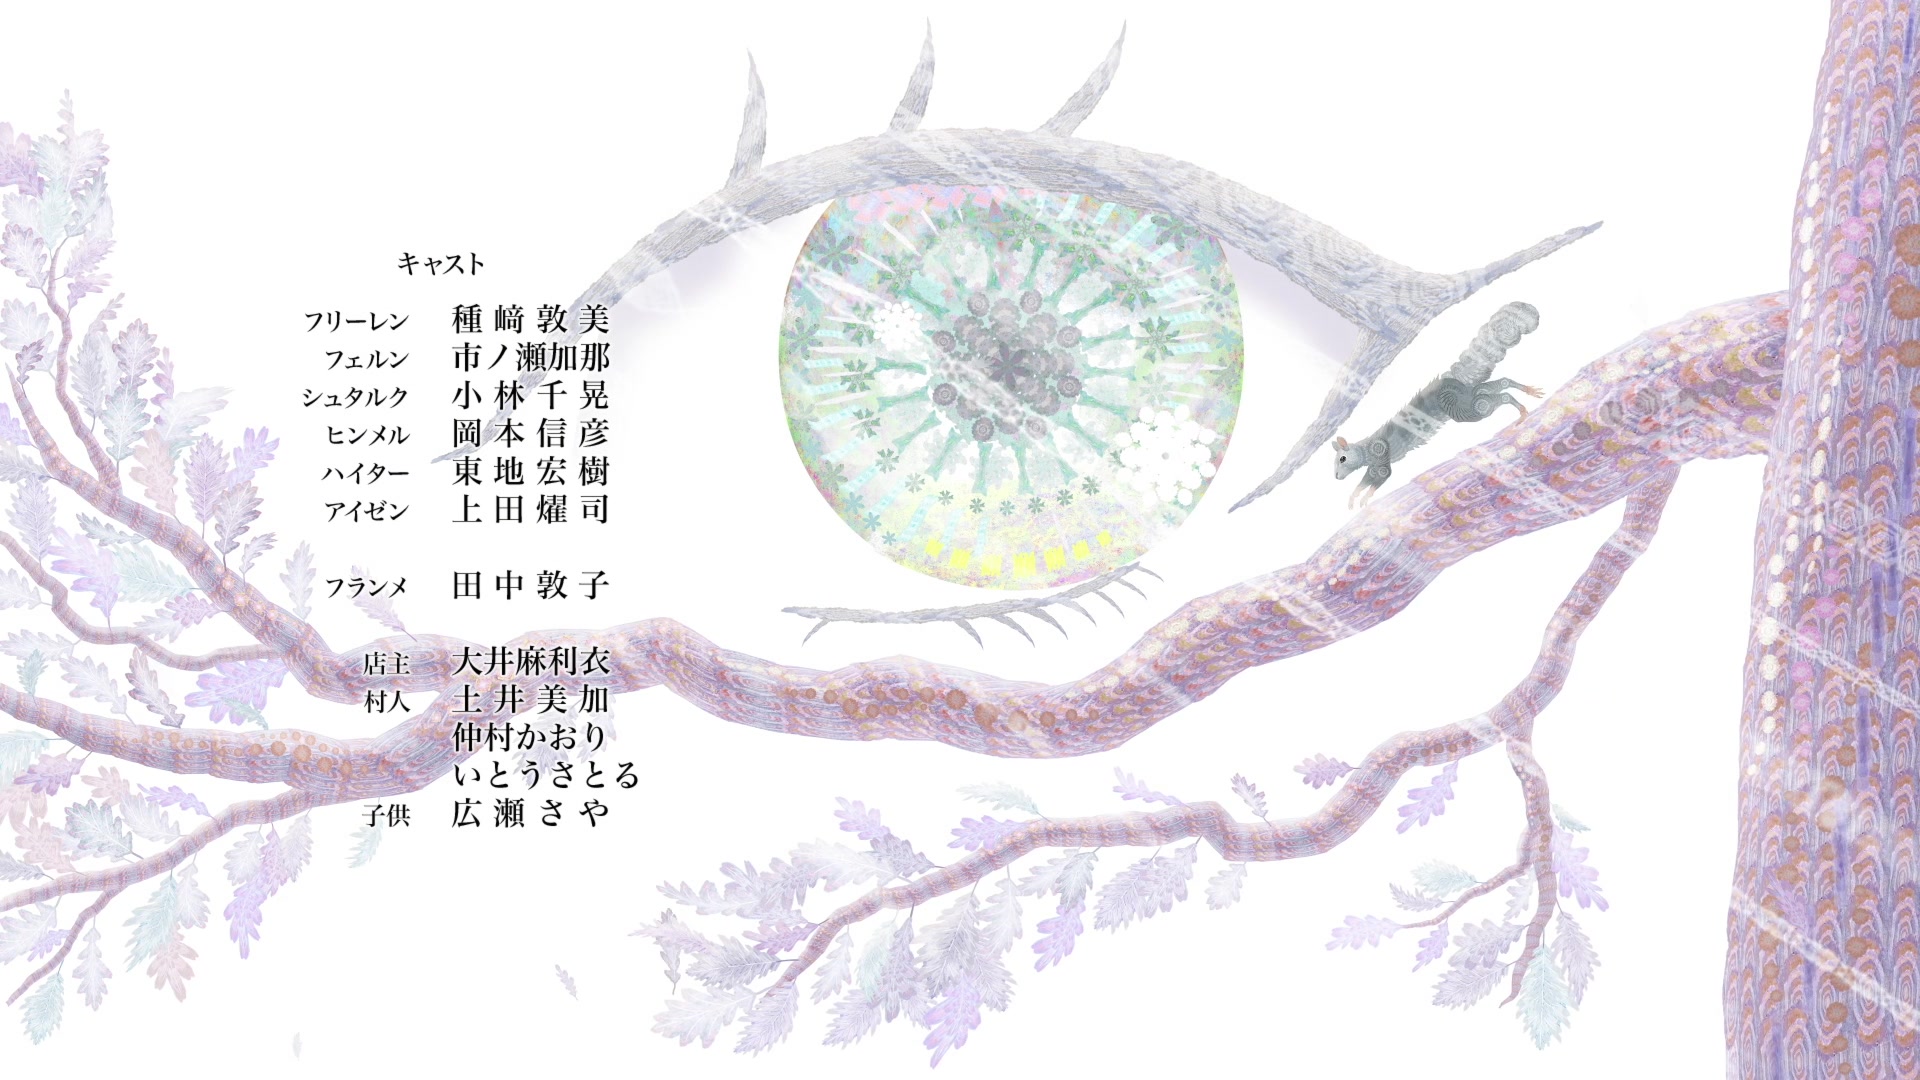 キャスト
フリーレン 種﨑敦美
フェルン 市ノ瀬加那
シュタルク 小林千晃
ヒンメル 岡本信彦
ハイター 東地宏樹
アイゼン 上田燿司
フランメ 田中敦子
店主 大井麻利衣
村人 土井美加
仲村かおり
いとうさとる
子供 広瀬さや